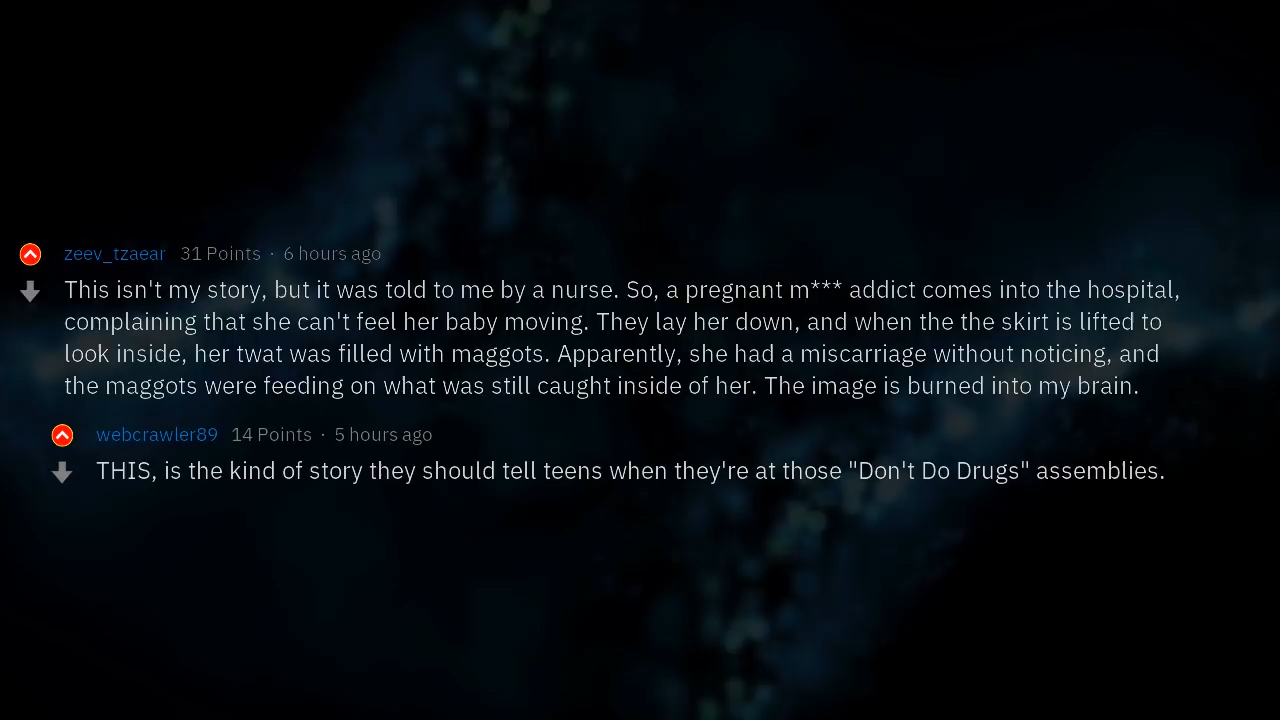 zeev_tzaear 31 Points · 6 hours ago
This isn't my story, but it was told to me by a nurse. So, a pregnant m*** addict comes into the hospital,
complaining that she can't feel her baby moving. They lay her down, and when the the skirt is lifted to
look inside, her twat was filled with maggots. Apparently, she had a miscarriage without noticing, and
the maggots were feeding on what was still caught inside of her. The image is burned into my brain.
webcrawler89 14 Points · 5 hours ago
THIS, is the kind of story they should tell teens when they're at those "Don't Do Drugs" assemblies.